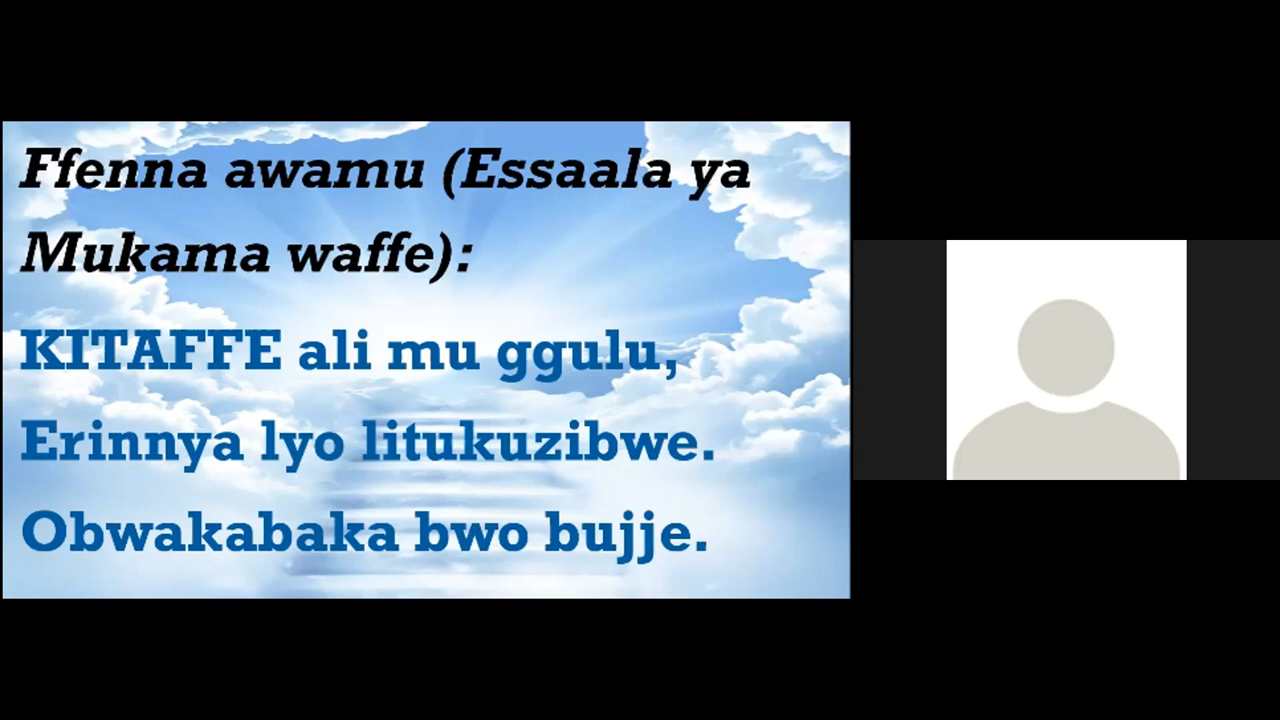 Ffenna awamu (Essaala ya
Mukama waffe):
KITAFFE ali mu ggulu,
Erinnya lyo litukuzibwe.
Obwakabaka bwo bujje.